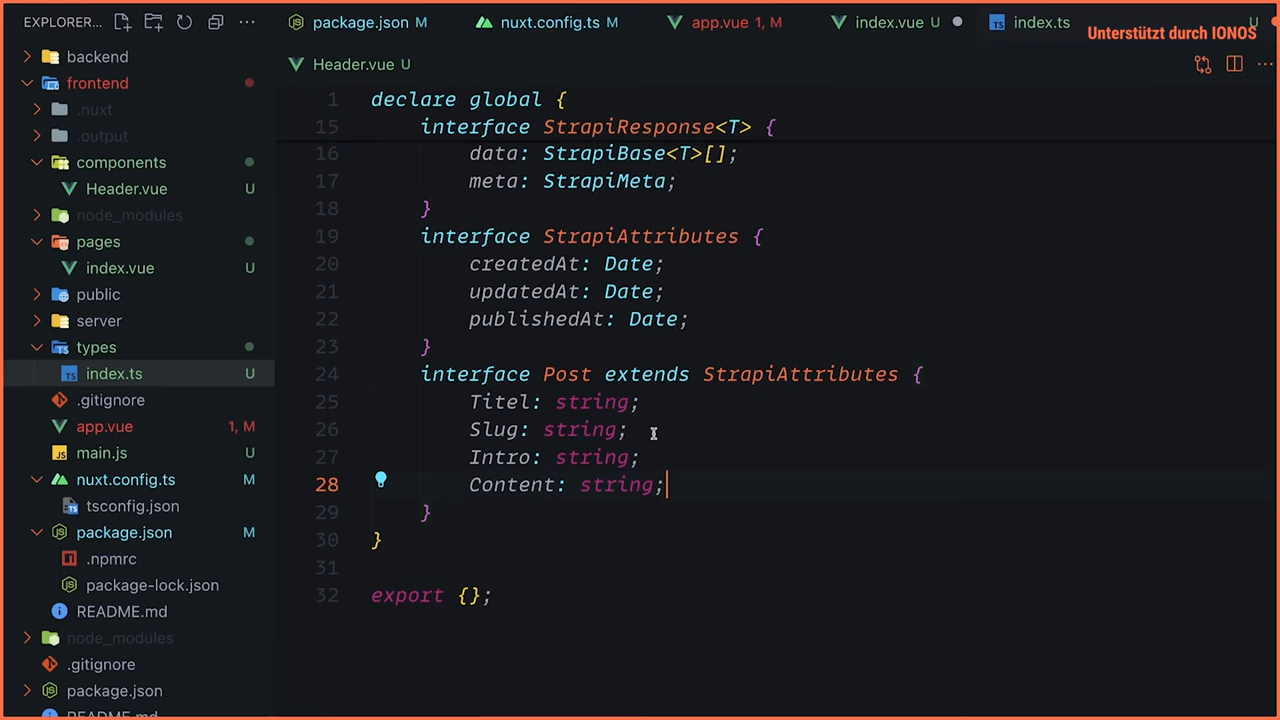 EXPLORER...
package.json M
nuxt.config.ts M
app.vue 1, M
index.vue U
index.ts U
Unterstützt durch IONOS
Header.vue U
backend
frontend
.nuxt
.output
components
Header.vue U
node_modules
pages
index.vue U
public
server
types
index.ts U
.gitignore
app.vue 1, M
main.js
nuxt.config.ts M
tsconfig.json
package.json M
.npmrc
package-lock.json
README.md
node_modules
.gitignore
package.json
README.md
1 declare global {
15 interface StrapiResponse<T> {
16 data: StrapiBase<T>[];
17 meta: StrapiMeta;
18 }
19 interface StrapiAttributes {
20 createdAt: Date;
21 updatedAt: Date;
22 publishedAt: Date;
23 }
24 interface Post extends StrapiAttributes {
25 Titel: string;
26 Slug: string;
27 Intro: string;
28 Content: string;
29 }
30 }
31
32 export {};